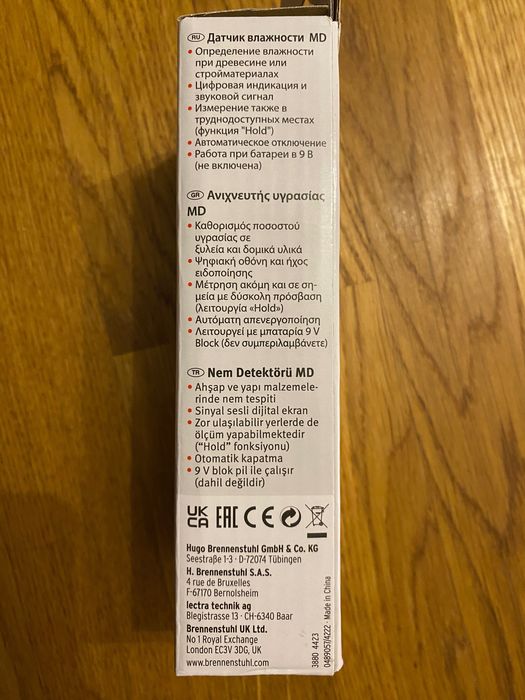 RU Датчик влажности MD
• Определение влажности
при древесине или
стройматериалах
• Цифровая индикация и
звуковой сигнал
• Измерение также в
труднодоступных местах
(функция "Hold")
• Автоматическое отключение
• Работа при батареи в 9 В
(не включена)
GR Ανιχνευτής υγρασίας
MD
• Καθορισμός ποσοστού
υγρασίας σε
ξυλεία και δομικά υλικά
• Ψηφιακή οθόνη και ήχος
ειδοποίησης
• Μέτρηση ακόμη και σε ση-
μεία με δύσκολη πρόσβαση
(λειτουργία «Hold»)
• Αυτόματη απενεργοποίηση
• Λειτουργεί με μπαταρία 9 V
Block (δεν συμπεριλαμβάνετε)
TR Nem Detektörü MD
• Ahşap ve yapı malzemele-
rinde nem tespiti
• Sinyal sesli dijital ekran
• Zor ulaşılabilir yerlerde de
ölçüm yapabilmektedir
("Hold" fonksiyonu)
• Otomatik kapatma
• 9 V blok pil ile çalışır
(dahil değildir)
UK
CA EAC CE
Hugo Brennenstuhl GmbH & Co. KG
Seestraße 1-3 · D-72074 Tübingen
H. Brennenstuhl S.A.S.
4 rue de Bruxelles
F-67170 Bernolsheim
lectra technik ag
Blegistrasse 13 · CH-6340 Baar
Brennenstuhl UK Ltd.
No 1 Royal Exchange
London EC3V 3DG, UK
www.brennenstuhl.com
3880 4423
0489057/4222 · Made in China